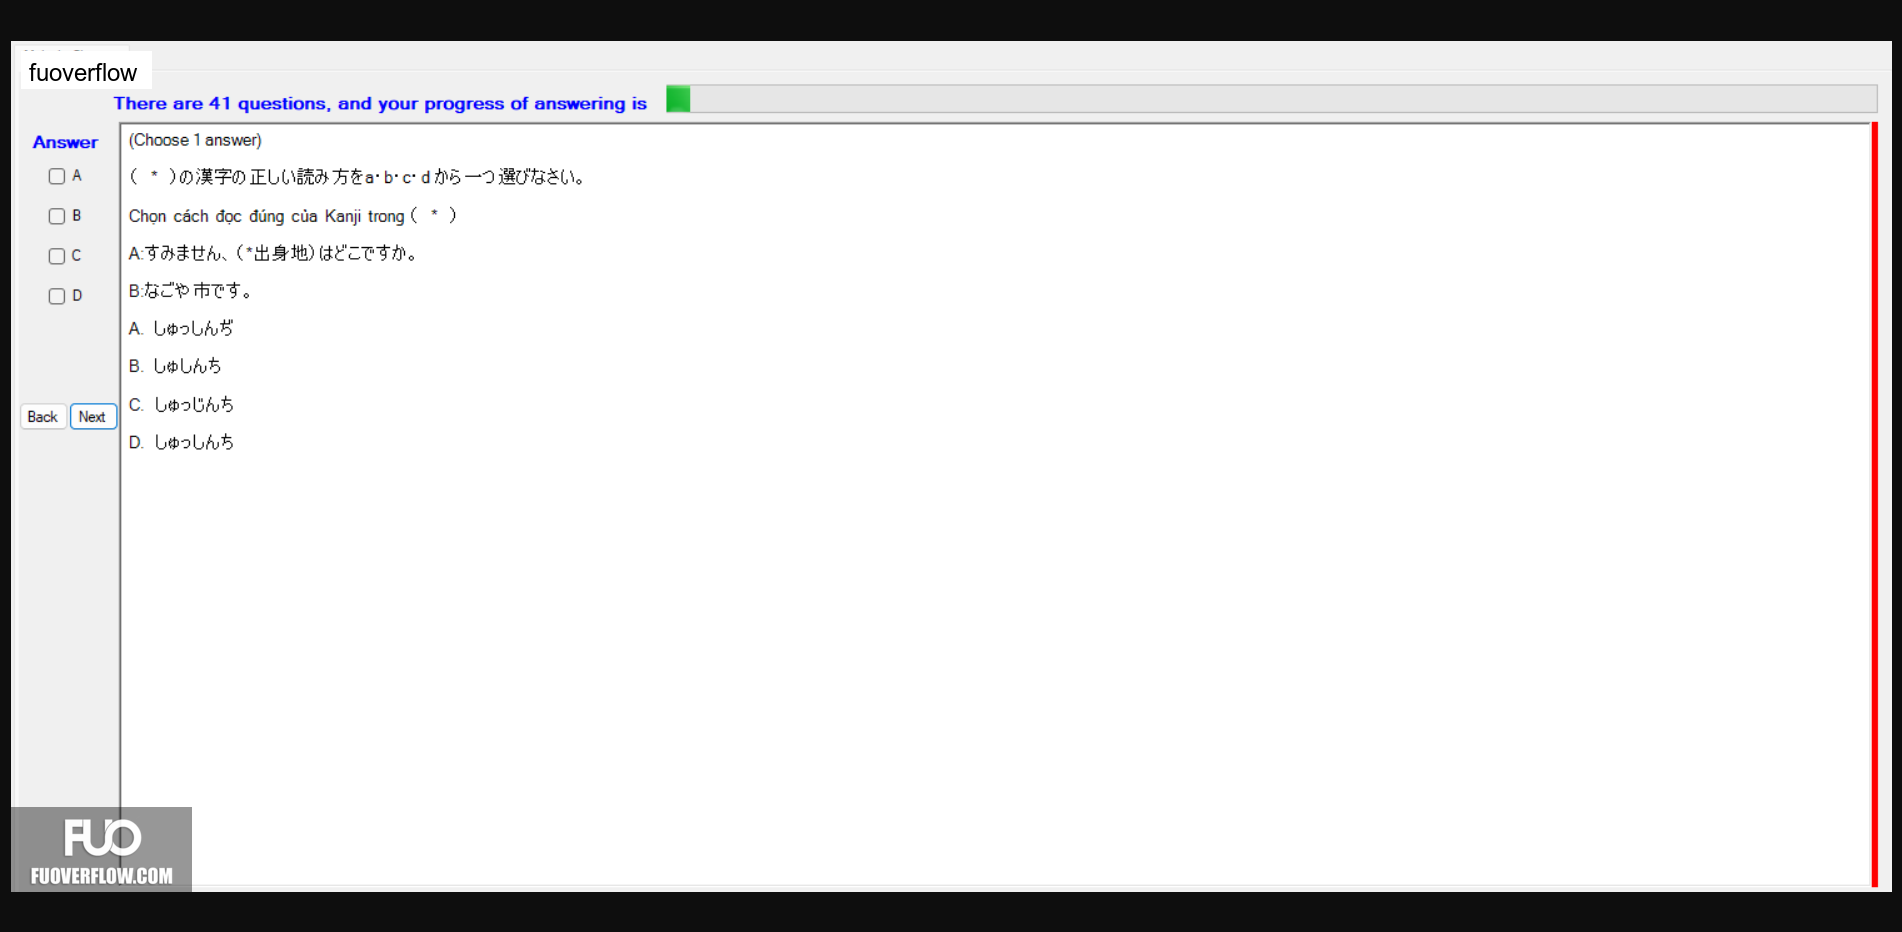 fuoverflow
There are 41 questions, and your progress of answering is
Answer
(Choose 1 answer)
A
( * )の漢字の正しい読み方をa・b・c・dから一つ選びなさい。
B
Chọn cách đọc đúng của Kanji trong ( * )
C
A:すみません、(*出身地)はどこですか。
D
B:なごや市です。
A. しゅっしんぢ
B. しゅしんち
C. しゅっじんち
D. しゅっしんち
Back Next
FUO
FUOVERFLOW.COM